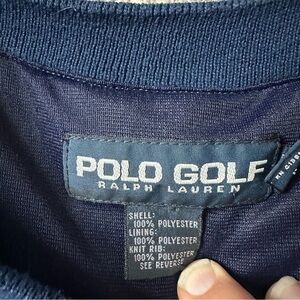 POLO GOLF
RALPH LAUREN
SHELL:
100% POLYESTER
LINING:
100% POLYESTER
KNIT RIB:
100% POLYESTER
SEE REVERSE